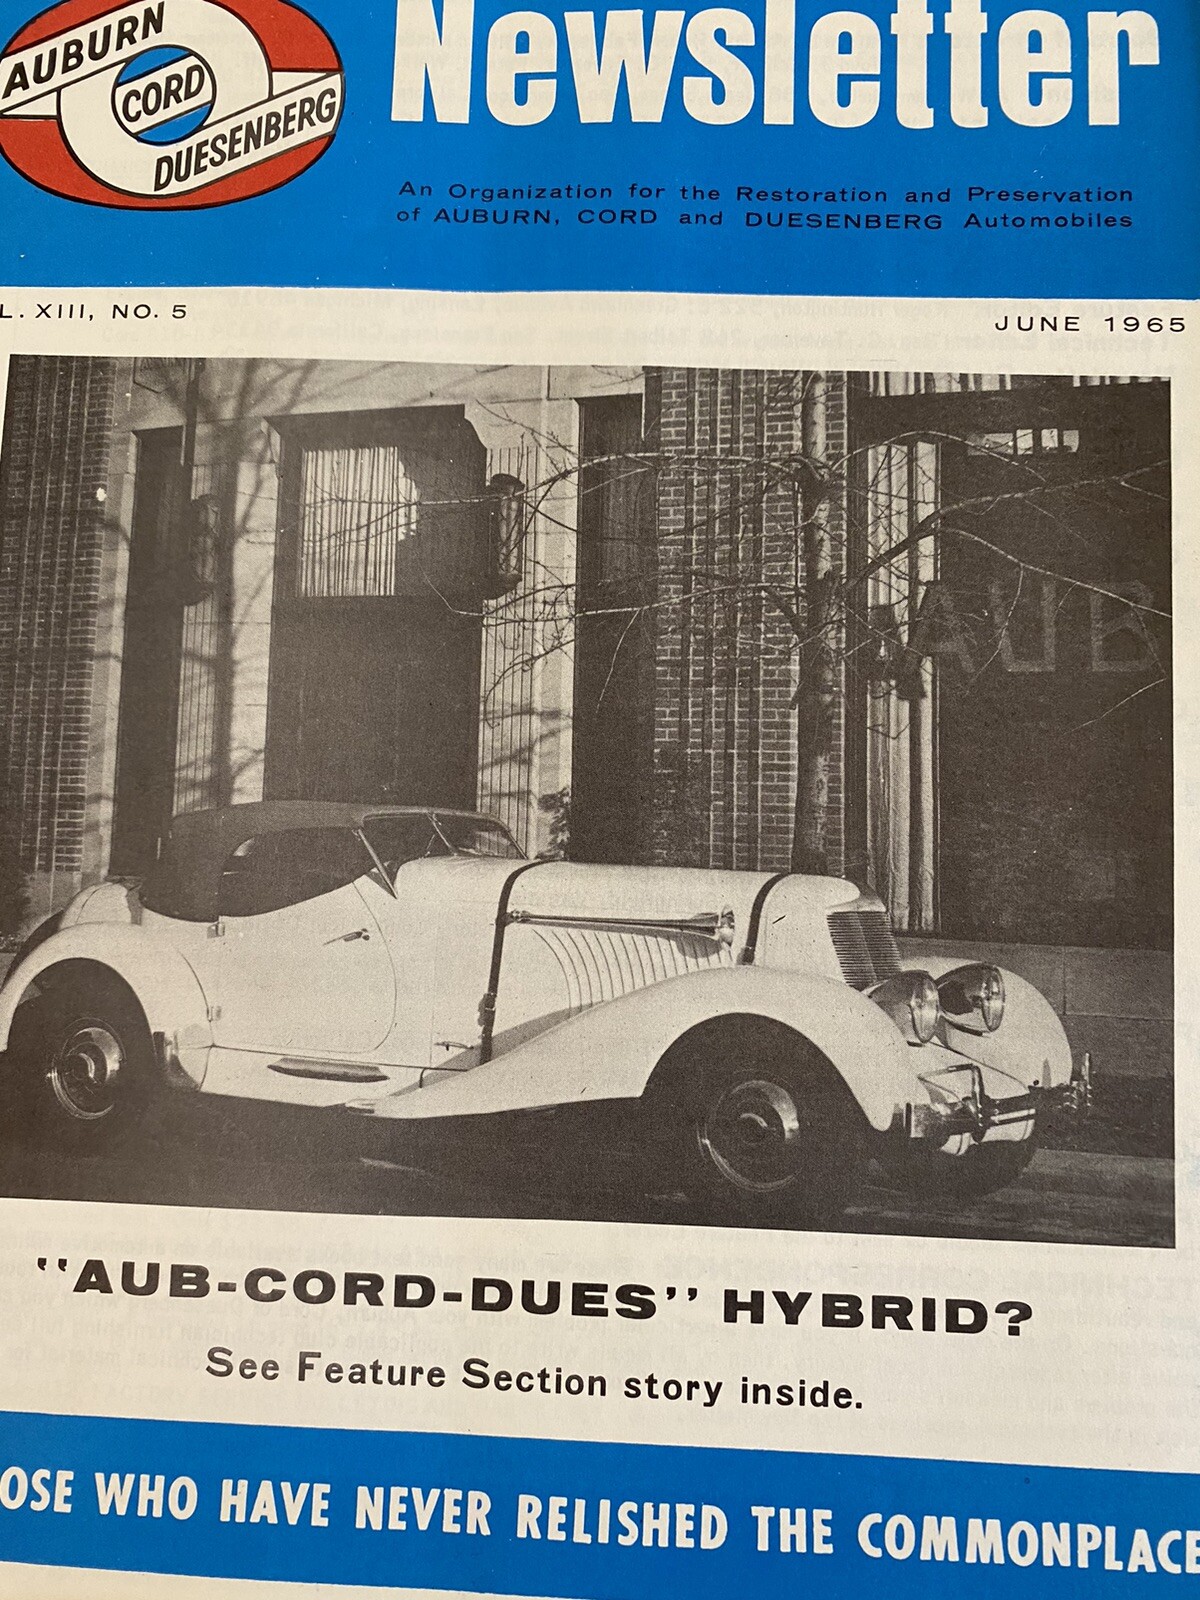 AUBURN
CORD
DUESENBERG
Newsletter
An Organization for the Restoration and Preservation
of AUBURN, CORD and DUESENBERG Automobiles
L. XIII, NO. 5
JUNE 1965
AUB
"AUB-CORD-DUES" HYBRID?
See Feature Section story inside.
OSE WHO HAVE NEVER RELISHED THE COMMONPLACE